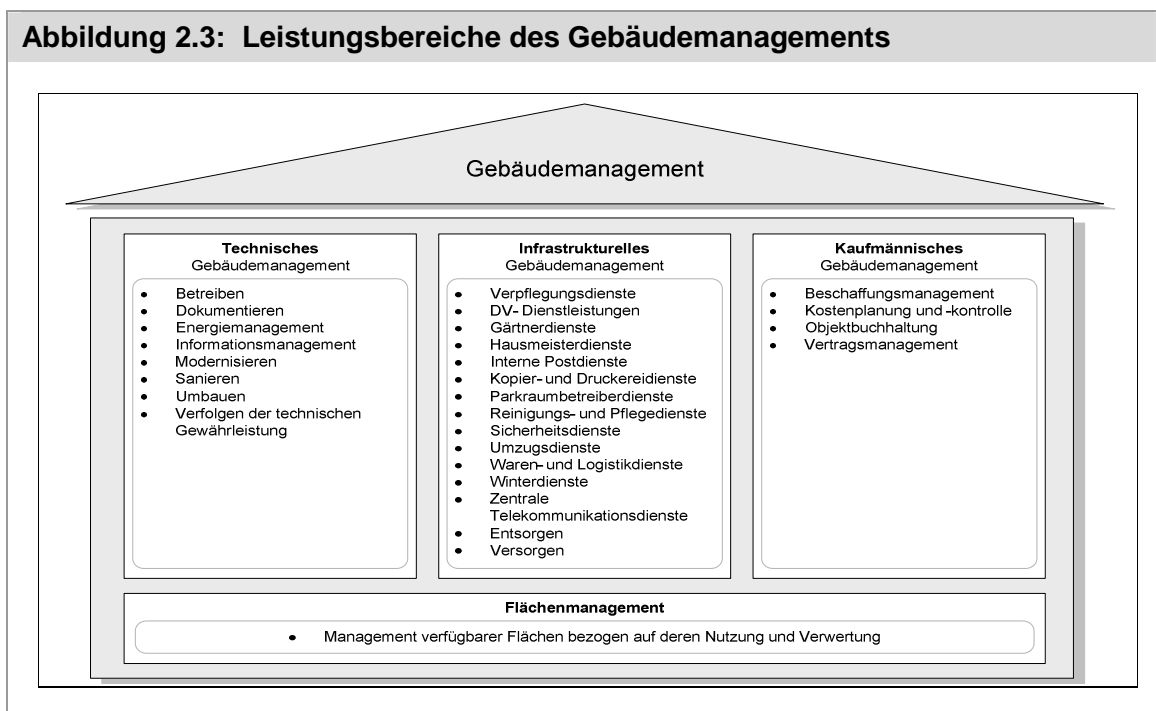 Abbildung 2.3: Leistungsbereiche des Gebäudemanagements
Gebäudemanagement
Technisches
Gebäudemanagement
• Betreiben
• Dokumentieren
• Energiemanagement
• Informationsmanagement
• Modernisieren
• Sanieren
• Umbauen
• Verfolgen der technischen
Gewährleistung
Infrastrukturelles
Gebäudemanagement
• Verpflegungsdienste
• DV- Dienstleistungen
• Gärtnerdienste
• Hausmeisterdienste
• Interne Postdienste
• Kopier- und Druckereidienste
• Parkraumbetreiberdienste
• Reinigungs- und Pflegedienste
• Sicherheitsdienste
• Umzugsdienste
• Waren- und Logistikdienste
• Winterdienste
• Zentrale
Telekommunikationsdienste
• Entsorgen
• Versorgen
Kaufmännisches
Gebäudemanagement
• Beschaffungsmanagement
• Kostenplanung und -kontrolle
• Objektbuchhaltung
• Vertragsmanagement
Flächenmanagement
• Management verfügbarer Flächen bezogen auf deren Nutzung und Verwertung